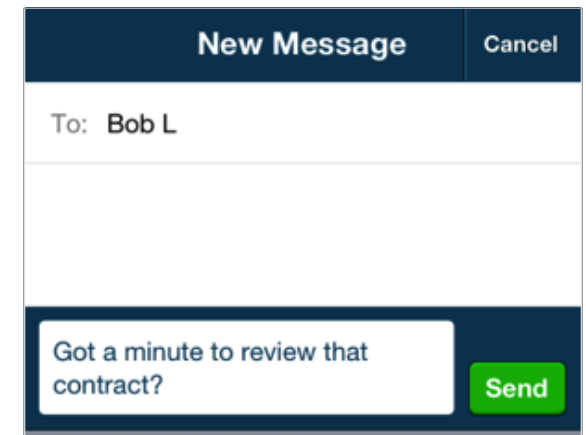 New Message Cancel
To: Bob L
Got a minute to review that
contract?
Send